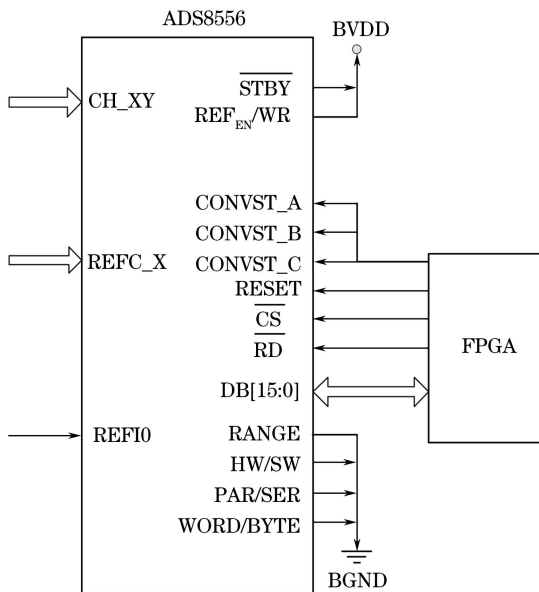 ADS8556
BVDD
CH_XY
STBY
REF_EN/WR
CONVST_A
CONVST_B
REFC_X
CONVST_C
RESET
CS
RD
FPGA
DB[15:0]
REFI0
RANGE
HW/SW
PAR/SER
WORD/BYTE
BGND